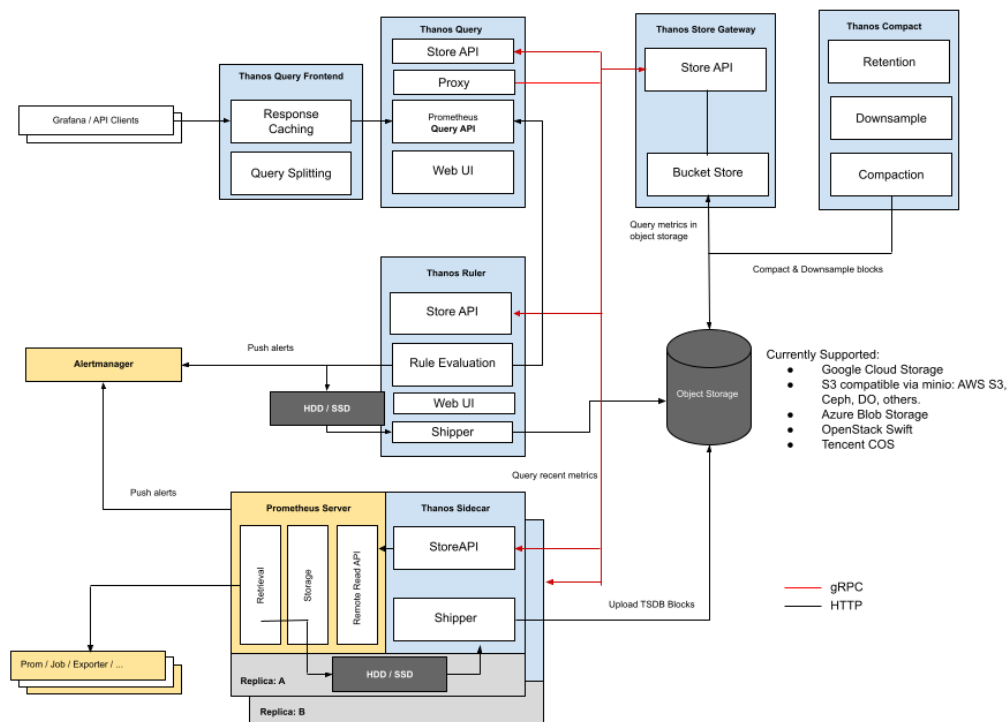 Thanos Query Frontend
Response
Caching
Query Splitting
Grafana / API Clients
Thanos Query
Store API
Proxy
Prometheus
Query API
Web UI
Thanos Store Gateway
Store API
Bucket Store
Thanos Compact
Retention
Downsample
Compaction
Query metrics in
object storage
Compact & Downsample blocks
Thanos Ruler
Store API
Rule Evaluation
Web UI
Shipper
Push alerts
Alertmanager
HDD / SSD
Object Storage
Currently Supported:
● Google Cloud Storage
● S3 compatible via minio: AWS S3,
Ceph, DO, others.
● Azure Blob Storage
● OpenStack Swift
● Tencent COS
Query recent metrics
Push alerts
Prometheus Server
Retrieval
Storage
Remote Read API
Thanos Sidecar
StoreAPI
Shipper
Upload TSDB Blocks
gRPC
HTTP
Prom / Job / Exporter / ...
Replica: A
HDD / SSD
Replica: B